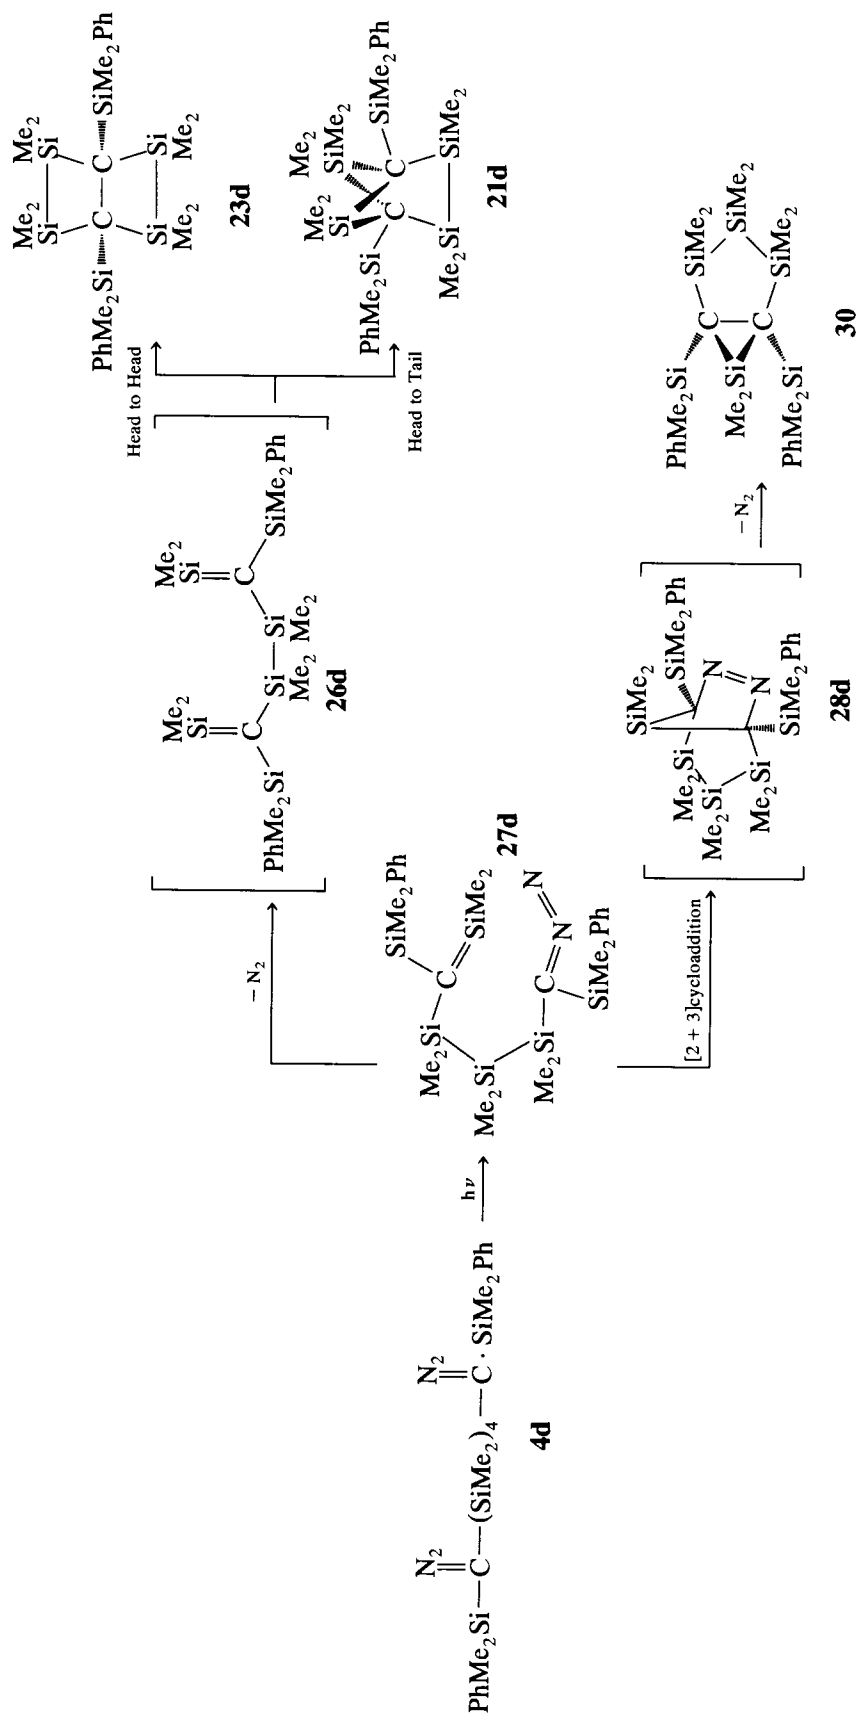 PhMe₂Si—C—(SiMe₂)₄—C·SiMe₂Ph
N₂
N₂
4d
hν
SiMe₂Ph
Me₂Si
C
SiMe₂
Me₂Si
Me₂Si
C=N=N
SiMe₂Ph
27d
−N₂
Me₂
Si
Me₂
Si
PhMe₂Si
C
Si—Si
Me₂ Me₂
C
SiMe₂Ph
26d
Head to Head
Me₂ Me₂
Si Si
PhMe₂Si C—C SiMe₂Ph
Si Si
Me₂ Me₂
23d
Head to Tail
Me₂
Me₂
Si
SiMe₂
PhMe₂Si
C
C
SiMe₂Ph
Me₂Si
SiMe₂
21d
[2 + 3]cycloaddition
SiMe₂
SiMe₂Ph
Me₂Si
Me₂Si
Me₂Si
N=N
SiMe₂Ph
28d
−N₂
PhMe₂Si
C
SiMe₂
Me₂Si
SiMe₂
C
SiMe₂
PhMe₂Si
30